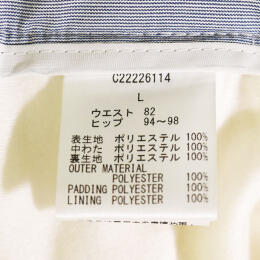 C22226114
L
ウエスト 82
ヒップ 94~98
表生地 ポリエステル 100%
中わた ポリエステル 100%
裏生地 ポリエステル 100%
OUTER MATERIAL
POLYESTER 100%
PADDING POLYESTER 100%
LINING POLYESTER 100%